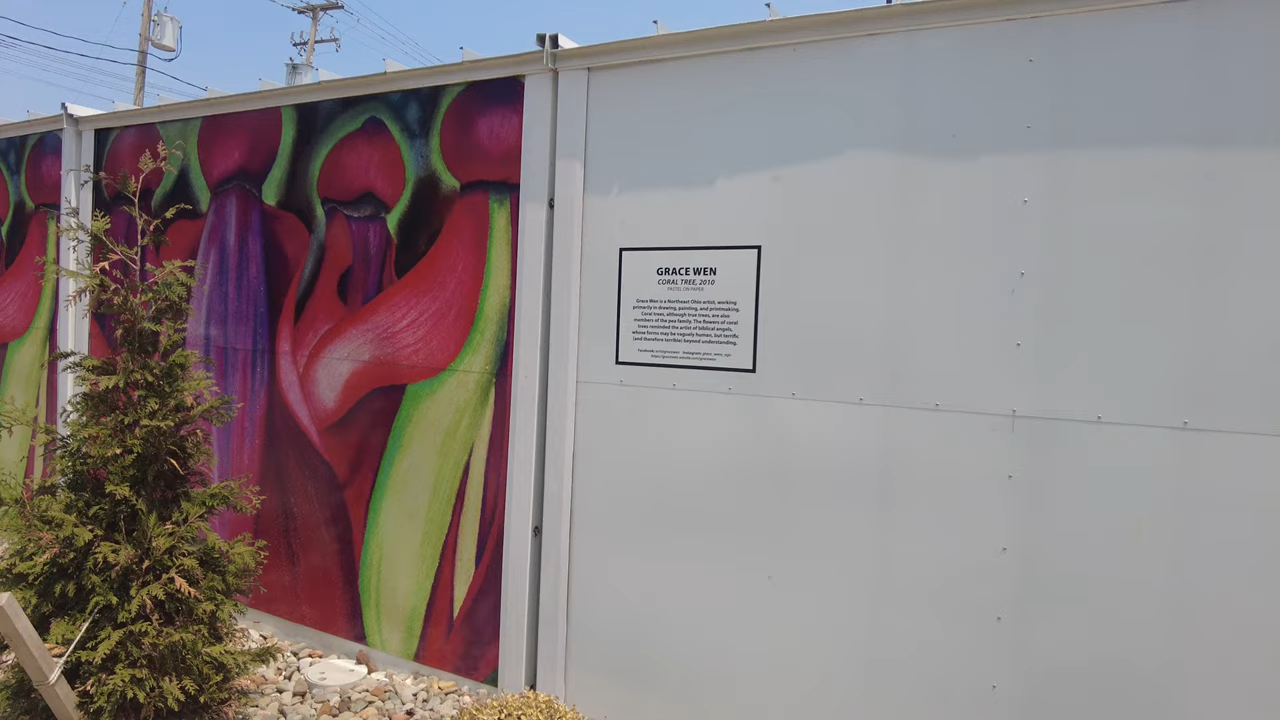 GRACE WEN
CORAL TREE, 2010
PASTEL ON PAPER
Grace Wen is a Northeast Ohio artist, working
primarily in drawing, painting, and printmaking.
Coral trees, although true trees, are also
members of the pea family. The flowers of coral
trees reminded the artist of biblical angels,
whose forms may be vaguely human, but terrific
(and therefore terrible) beyond understanding.
Facebook: Instagram: